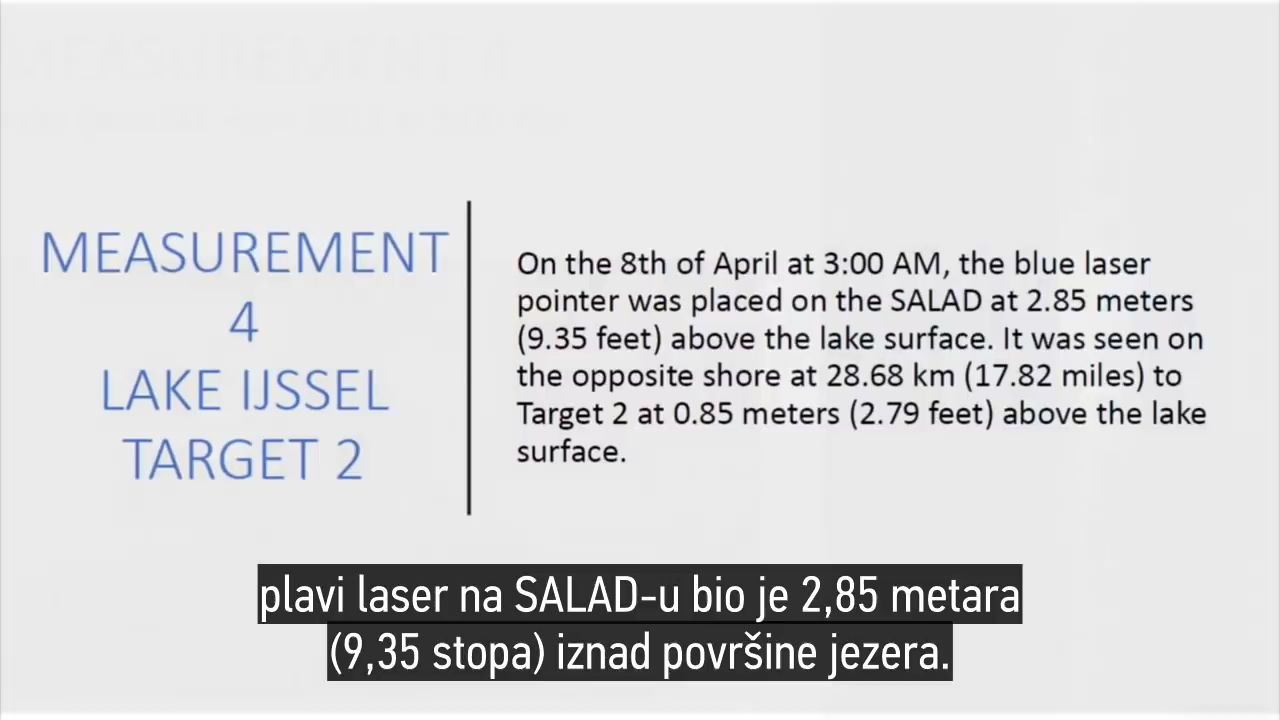 MEASUREMENT
4
LAKE IJSSEL
TARGET 2
On the 8th of April at 3:00 AM, the blue laser
pointer was placed on the SALAD at 2.85 meters
(9.35 feet) above the lake surface. It was seen on
the opposite shore at 28.68 km (17.82 miles) to
Target 2 at 0.85 meters (2.79 feet) above the lake
surface.
plavi laser na SALAD-u bio je 2,85 metara
(9,35 stopa) iznad površine jezera.